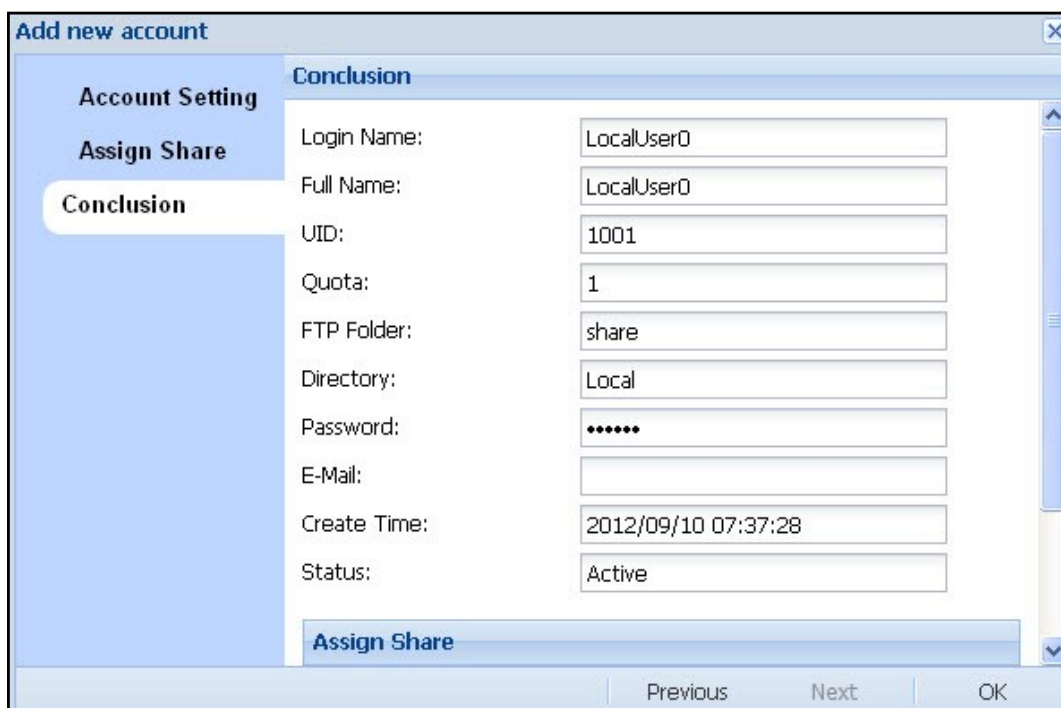 Add new account
Account Setting
Assign Share
Conclusion
Conclusion
Login Name: LocalUser0
Full Name: LocalUser0
UID: 1001
Quota: 1
FTP Folder: share
Directory: Local
Password: ••••••
E-Mail:
Create Time: 2012/09/10 07:37:28
Status: Active
Assign Share
Previous Next OK